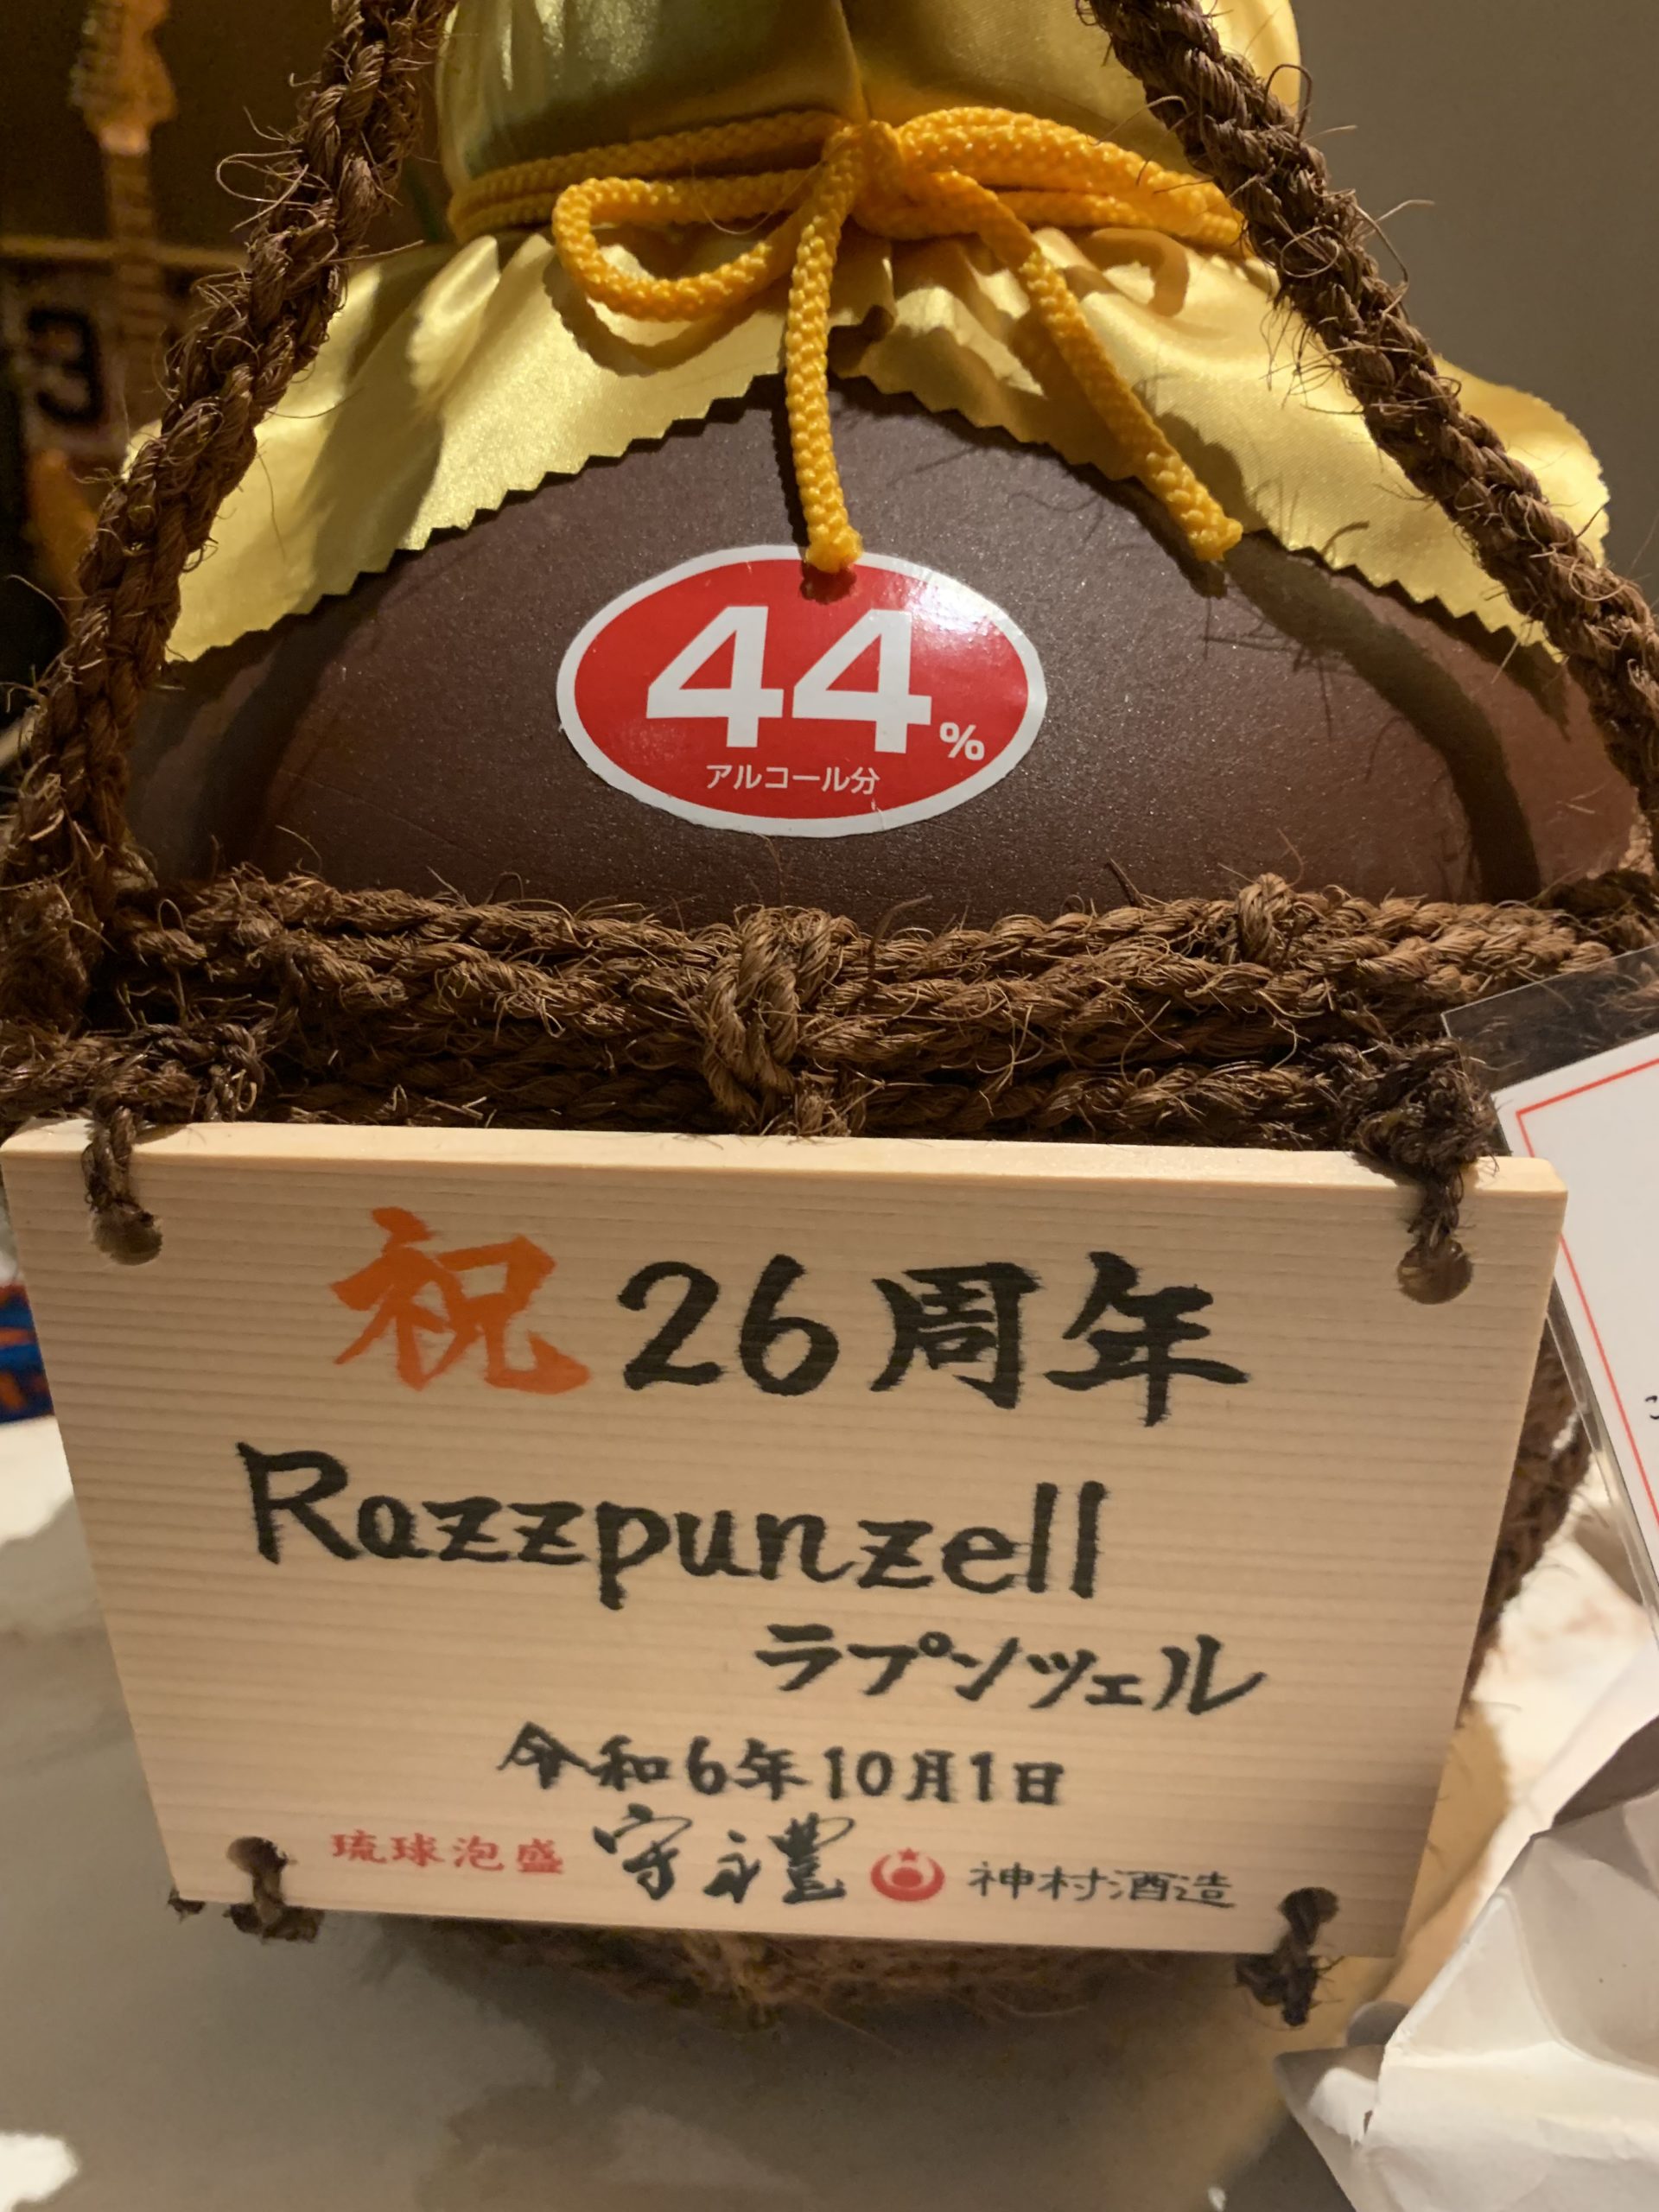 44%
アルコール分
祝26周年
Razzpunzell
ラプンツェル
令和6年10月1日
琉球泡盛 守禮 神村酒造